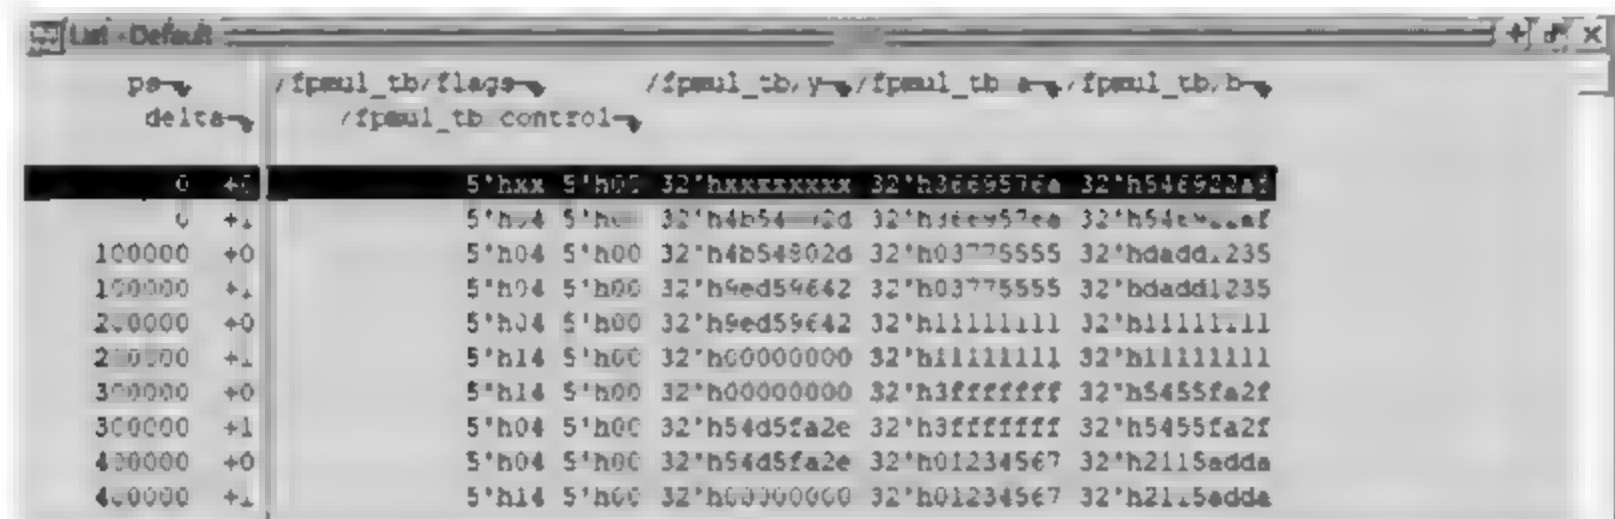 List - Default
ps /fpmul_tb/flags /fpmul_tb/y /fpmul_tb a /fpmul_tb/b
delta /fpmul_tb control
0 +0 5'hxx 5'h00 32'hxxxxxxxx
0 +1 5'h04
100000 +0 5'h04 5'h00 32'h4b54802d 32'h03775555 32'hdadd1235
100000 +1 5'h04 5'h00 32'h9ed59642 32'h03775555 32'hdadd1235
200000 +0 5'h04 5'h00 32'h9ed59642 32'h11111111 32'h11111111
200000 +1 5'h14 5'h00 32'h00000000 32'h11111111 32'h11111111
300000 +0 5'h14 5'h00 32'h00000000 32'h3fffffff 32'h5455fa2f
300000 +1 5'h04 5'h00 32'h54d5fa2e 32'h3fffffff 32'h5455fa2f
400000 +0 5'h04 5'h00 32'h54d5fa2e 32'h01234567 32'h2115adda
400000 +1 5'h14 5'h00 32'h00000000 32'h01234567 32'h2115adda